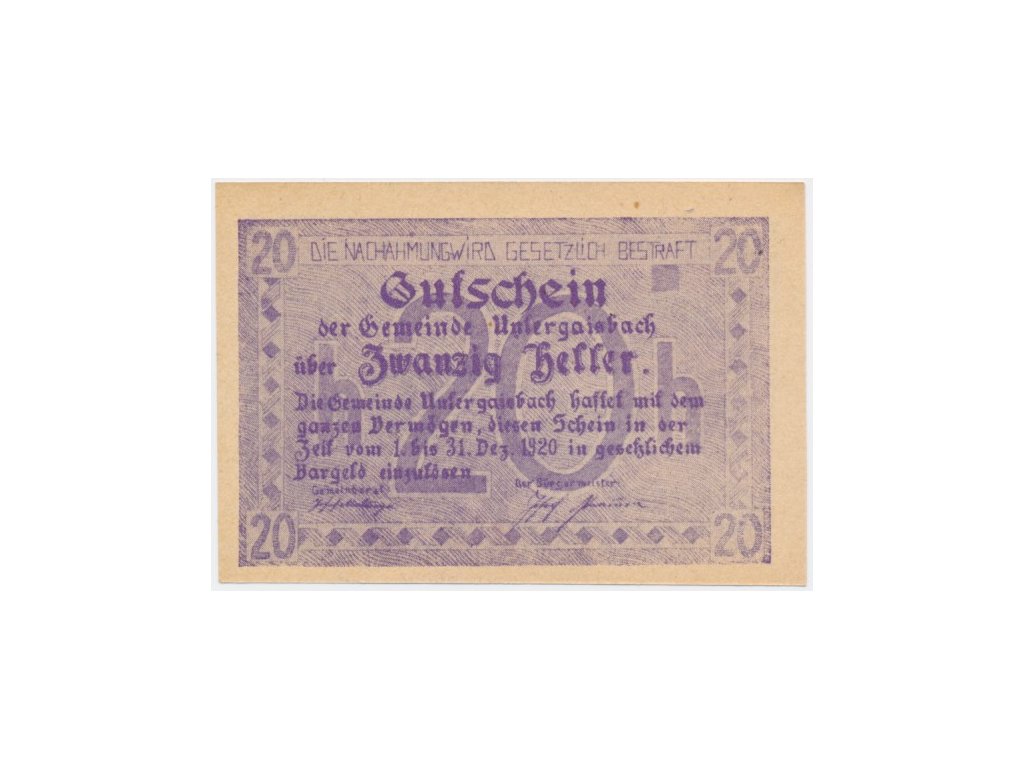 20 DIE NACHAHMUNG WIRD GESETZLICH BESTRAFT 20
Gutschein
der Gemeinde Untergaisbach
über Zwanzig Heller.
h 20 h
Die Gemeinde Untergaisbach haftet mit dem
ganzen Vermögen, diesen Schein in der
Zeit vom 1. bis 31. Dez. 1920 in gesetzlichem
Bargeld einzulösen
Gemeinderat: Der Bürgermeister:
20 20